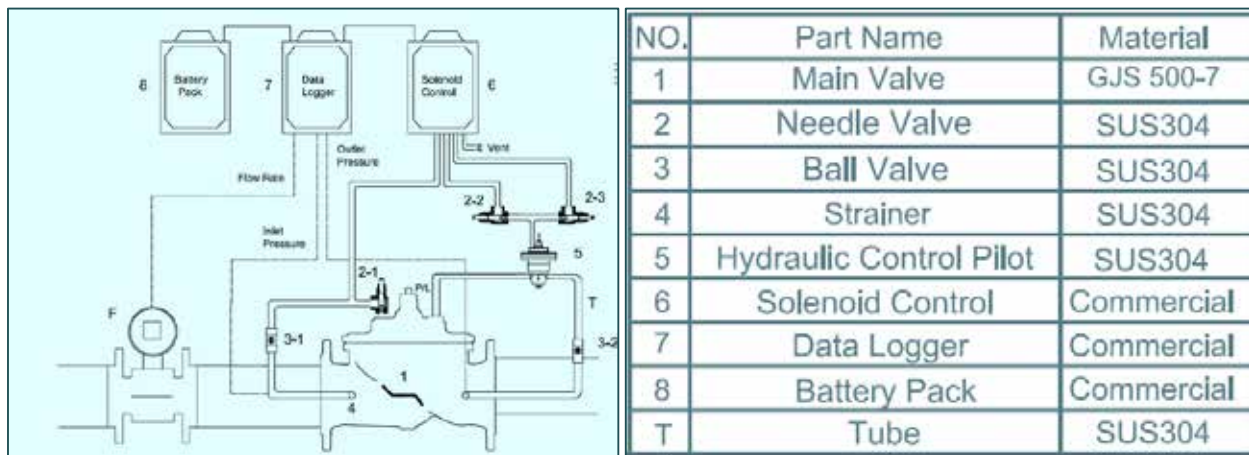 8
Battery
Pack
7
Data
Logger
Solenoid
Control
6
Outlet
Pressure
Vent
Flow Rate
2-2
2-3
Inlet
Pressure
5
2-1
T
F
3-1
3-2
1
4
NO. Part Name Material
1 Main Valve GJS 500-7
2 Needle Valve SUS304
3 Ball Valve SUS304
4 Strainer SUS304
5 Hydraulic Control Pilot SUS304
6 Solenoid Control Commercial
7 Data Logger Commercial
8 Battery Pack Commercial
T Tube SUS304